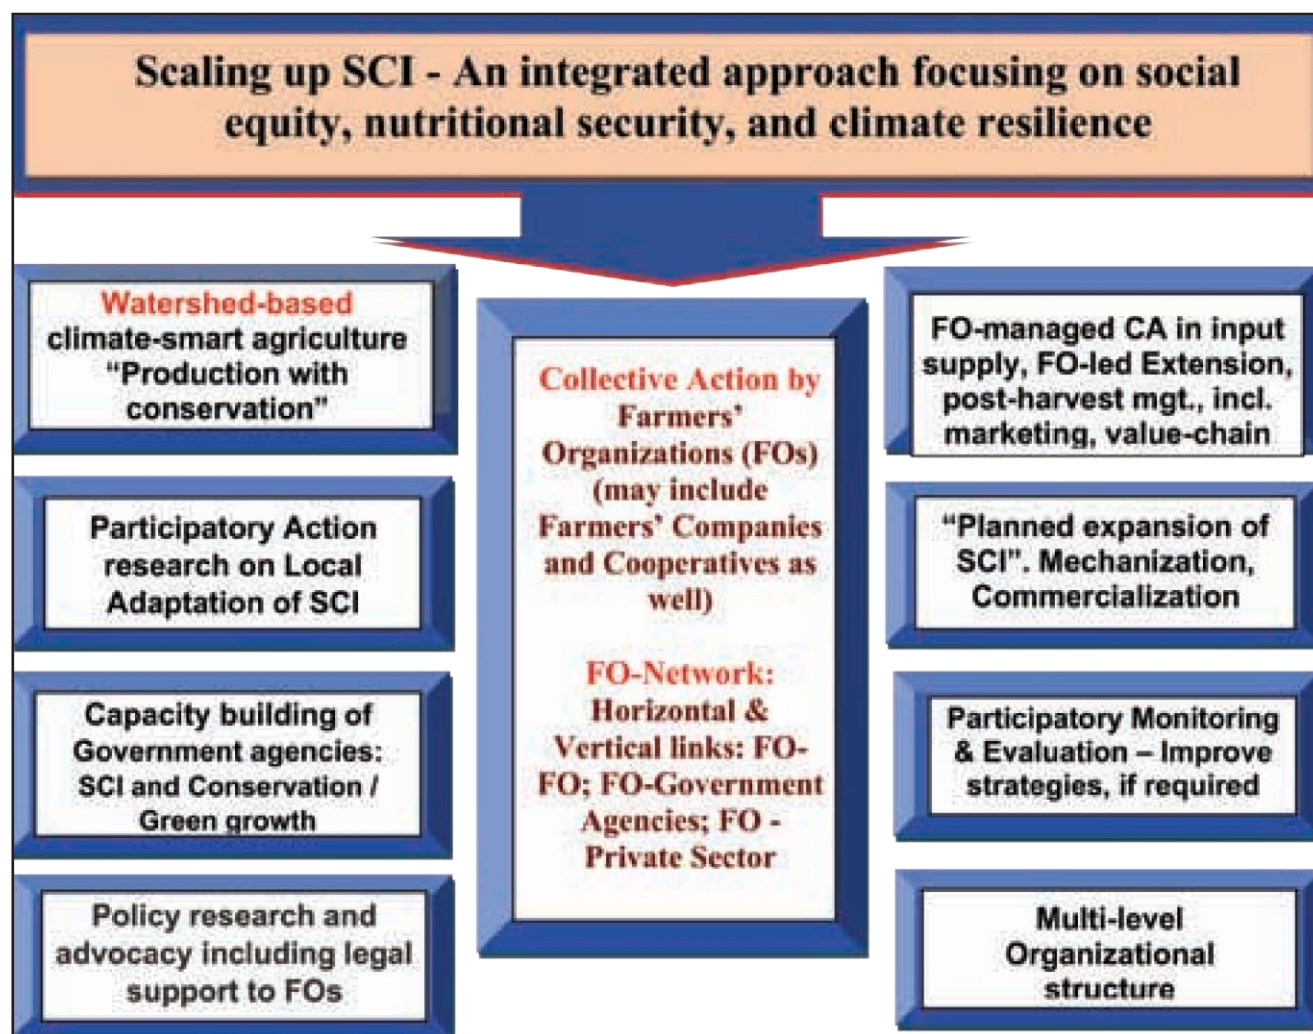 Scaling up SCI - An integrated approach focusing on social
equity, nutritional security, and climate resilience
Watershed-based
climate-smart agriculture
“Production with
conservation”
Participatory Action
research on Local
Adaptation of SCI
Capacity building of
Government agencies:
SCI and Conservation /
Green growth
Policy research and
advocacy including legal
support to FOs
Collective Action by
Farmers’
Organizations (FOs)
(may include
Farmers’ Companies
and Cooperatives as
well)
FO-Network:
Horizontal &
Vertical links: FO-
FO; FO-Government
Agencies; FO -
Private Sector
FO-managed CA in input
supply, FO-led Extension,
post-harvest mgt., incl.
marketing, value-chain
“Planned expansion of
SCI”. Mechanization,
Commercialization
Participatory Monitoring
& Evaluation – Improve
strategies, if required
Multi-level
Organizational
structure